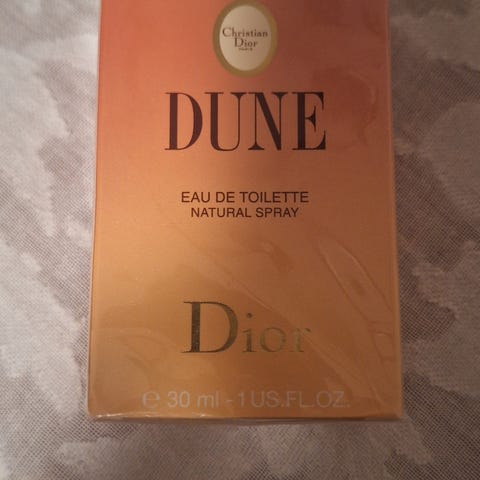 Christian
Dior
PARIS
DUNE
EAU DE TOILETTE
NATURAL SPRAY
Dior
℮ 30 ml - 1 US.FL.OZ.